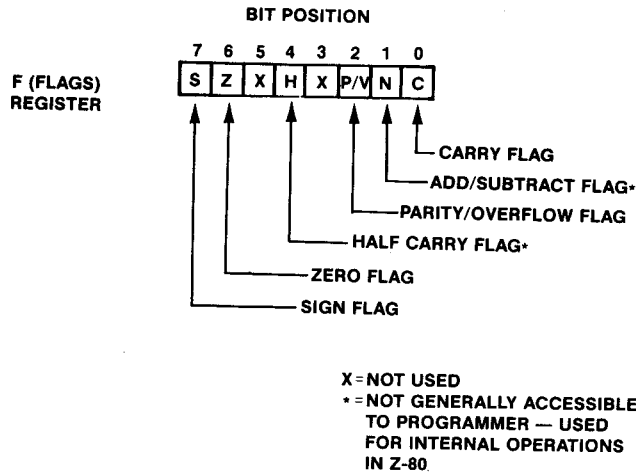 BIT POSITION
7 6 5 4 3 2 1 0
F (FLAGS)
REGISTER
S Z X H X P/V N C
CARRY FLAG
ADD/SUBTRACT FLAG*
PARITY/OVERFLOW FLAG
HALF CARRY FLAG*
ZERO FLAG
SIGN FLAG
X = NOT USED
* = NOT GENERALLY ACCESSIBLE
TO PROGRAMMER — USED
FOR INTERNAL OPERATIONS
IN Z-80.